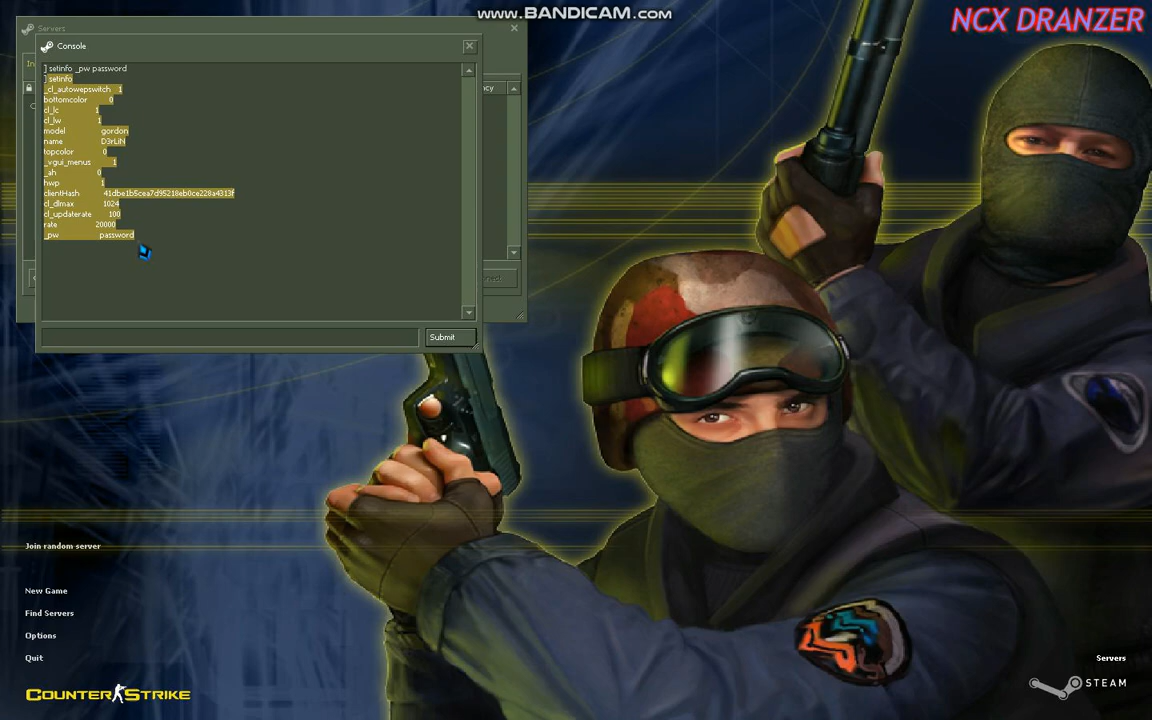 www.BANDICAM.com
NCX DRANZER
Servers
Console
] setinfo _pw password
] setinfo
_cl_autowepswitch 1
bottomcolor 0
cl_lc 1
cl_lw 1
model gordon
name D3rLiN
topcolor 0
_vgui_menus 1
_ah 0
hwp 1
clientHash 41dbe1b5cea7d95218eb0ce228a4313f
cl_dlmax 1024
cl_updaterate 100
rate 20000
_pw password
Submit
Join random server
New Game
Find Servers
Options
Quit
Servers
COUNTER STRIKE
STEAM